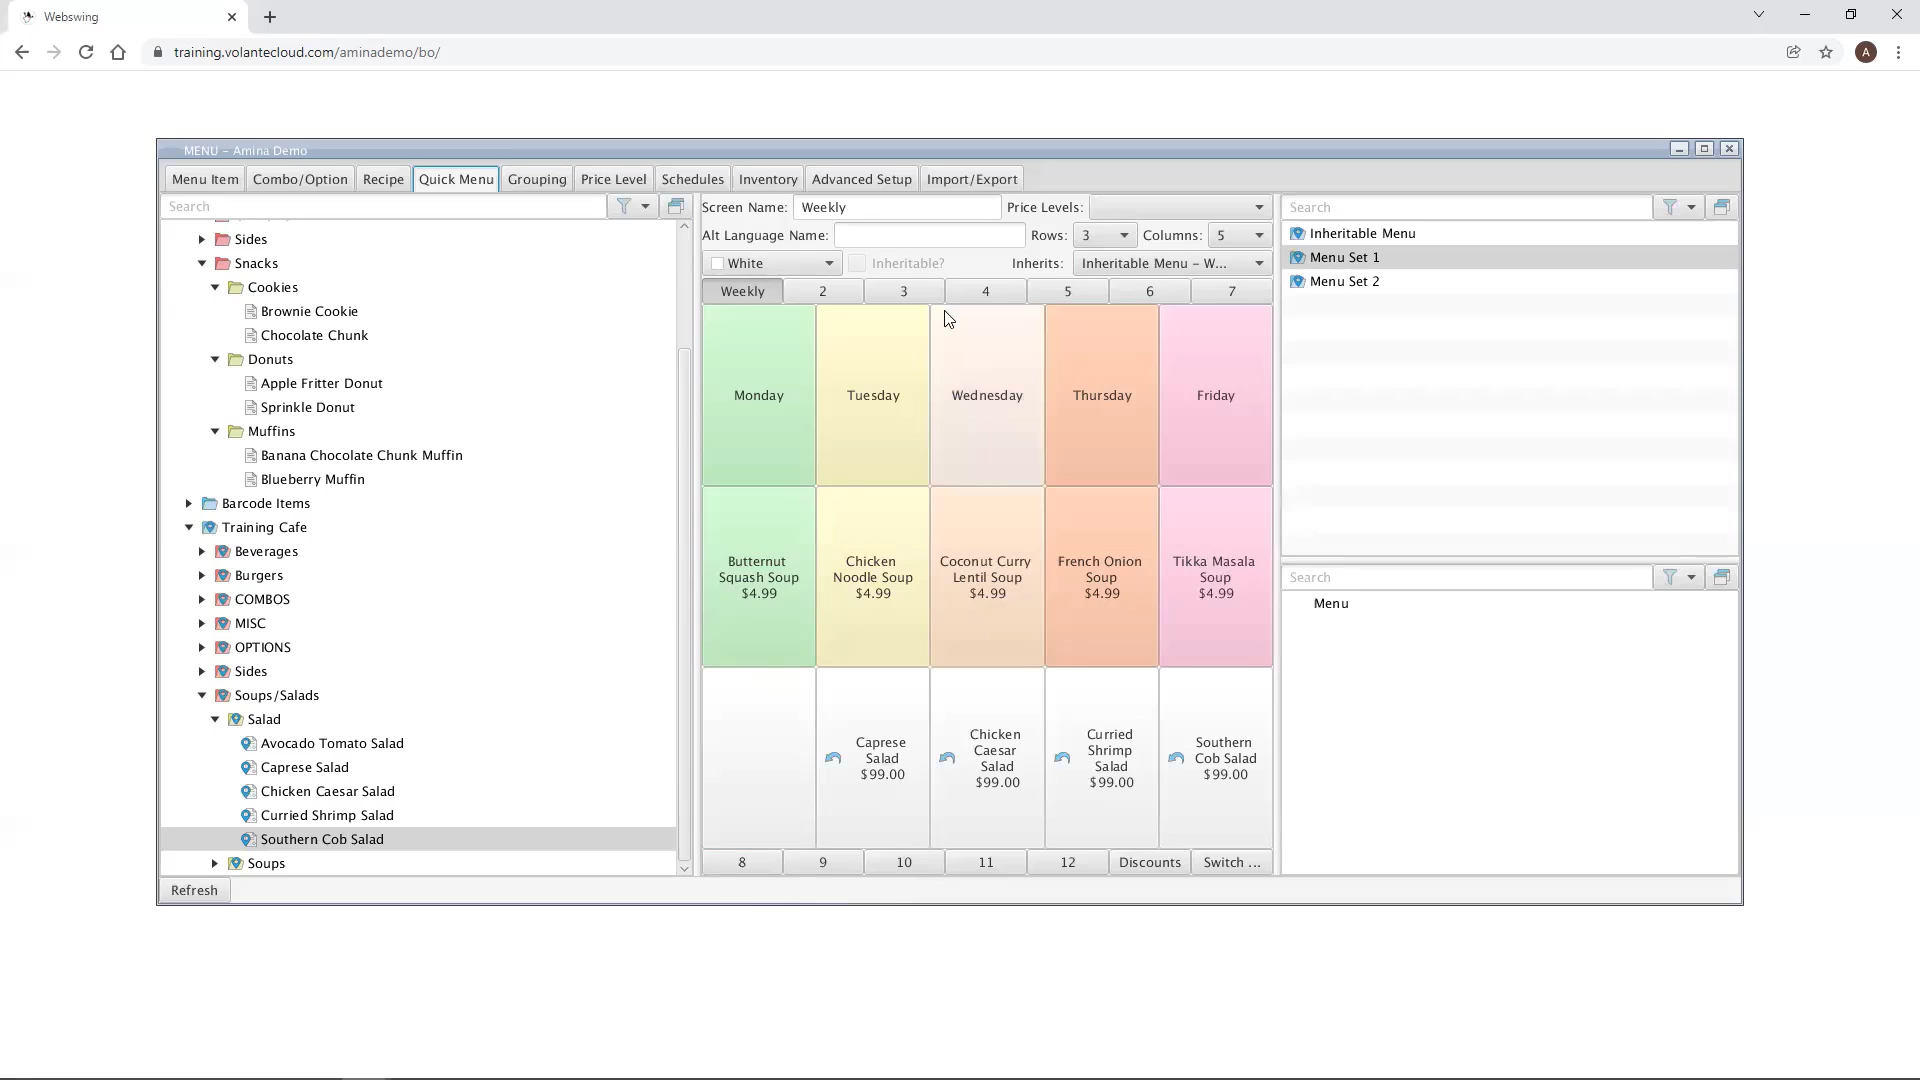 Webswing
training.volantecloud.com/aminademo/bo/
A
MENU - Amina Demo
Menu Item
Combo/Option
Recipe
Quick Menu
Grouping
Price Level
Schedules
Inventory
Advanced Setup
Import/Export
Search
Sides
Snacks
Cookies
Brownie Cookie
Chocolate Chunk
Donuts
Apple Fritter Donut
Sprinkle Donut
Muffins
Banana Chocolate Chunk Muffin
Blueberry Muffin
Barcode Items
Training Cafe
Beverages
Burgers
COMBOS
MISC
OPTIONS
Sides
Soups/Salads
Salad
Avocado Tomato Salad
Caprese Salad
Chicken Caesar Salad
Curried Shrimp Salad
Southern Cob Salad
Soups
Refresh
Screen Name: Weekly
Price Levels:
Alt Language Name:
Rows: 3
Columns: 5
White
Inheritable?
Inherits: Inheritable Menu – W...
Weekly
2
3
4
5
6
7
Monday
Tuesday
Wednesday
Thursday
Friday
Butternut
Squash Soup
$4.99
Chicken
Noodle Soup
$4.99
Coconut Curry
Lentil Soup
$4.99
French Onion
Soup
$4.99
Tikka Masala
Soup
$4.99
Caprese
Salad
$99.00
Chicken
Caesar
Salad
$99.00
Curried
Shrimp
Salad
$99.00
Southern
Cob Salad
$99.00
8
9
10
11
12
Discounts
Switch ...
Search
Inheritable Menu
Menu Set 1
Menu Set 2
Search
Menu